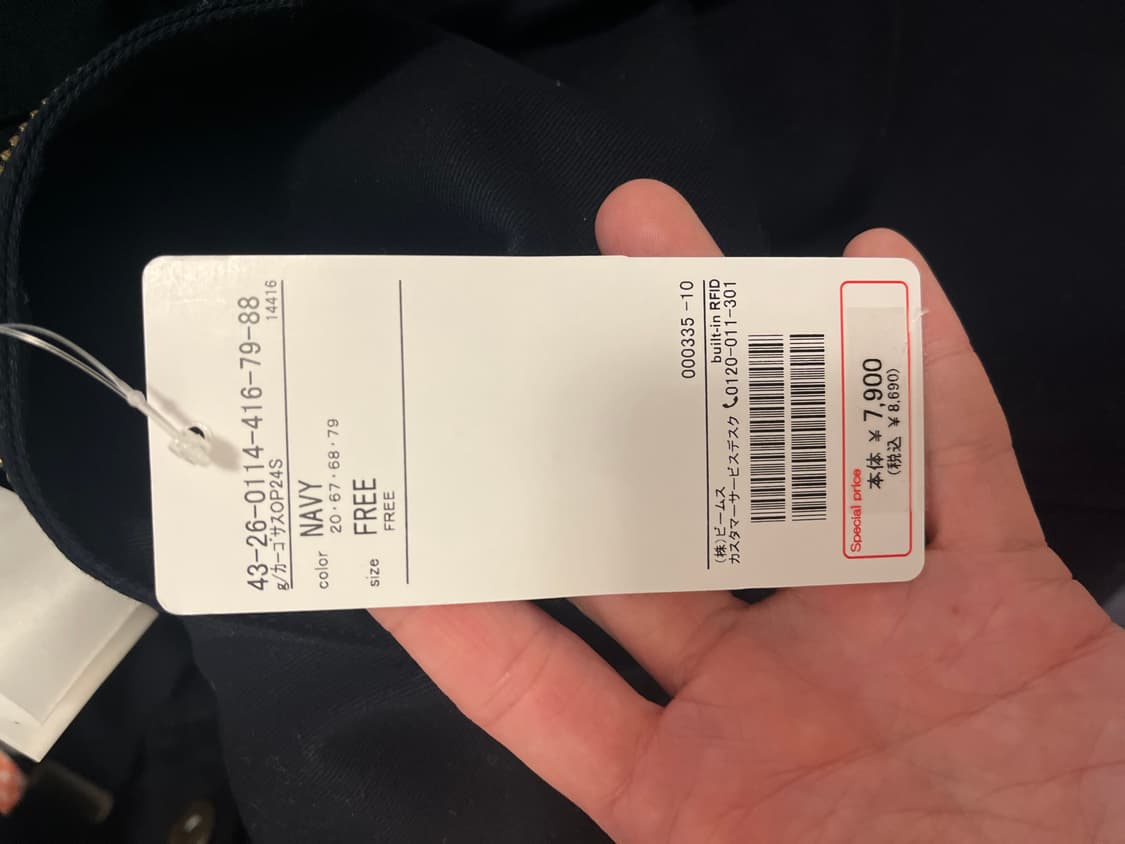 43-26-0114-416-79-88
g/カーゴサスOP24S 14416
color NAVY
20・67・68・79
size FREE
FREE
000335 -10
(株)ビームス built-in RFID
カスタマーサービスデスク 0120-011-301
Special price
本体 ¥ 7,900
(税込 ¥ 8,690)